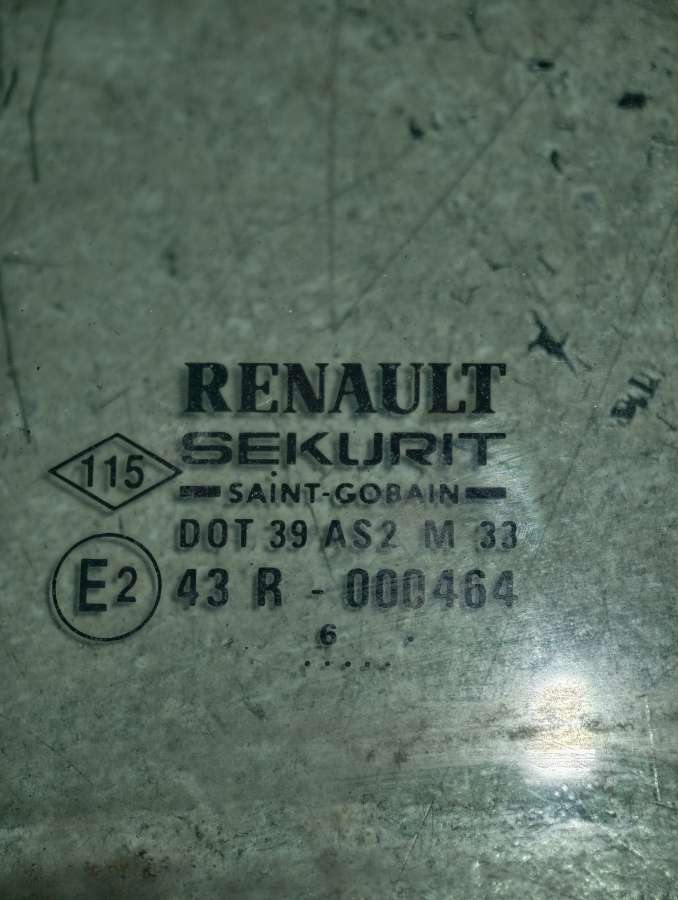 RENAULT
SEKURIT
115
SAINT-GOBAIN
DOT 39 AS2 M 33
E2
43 R - 000464
6
.....